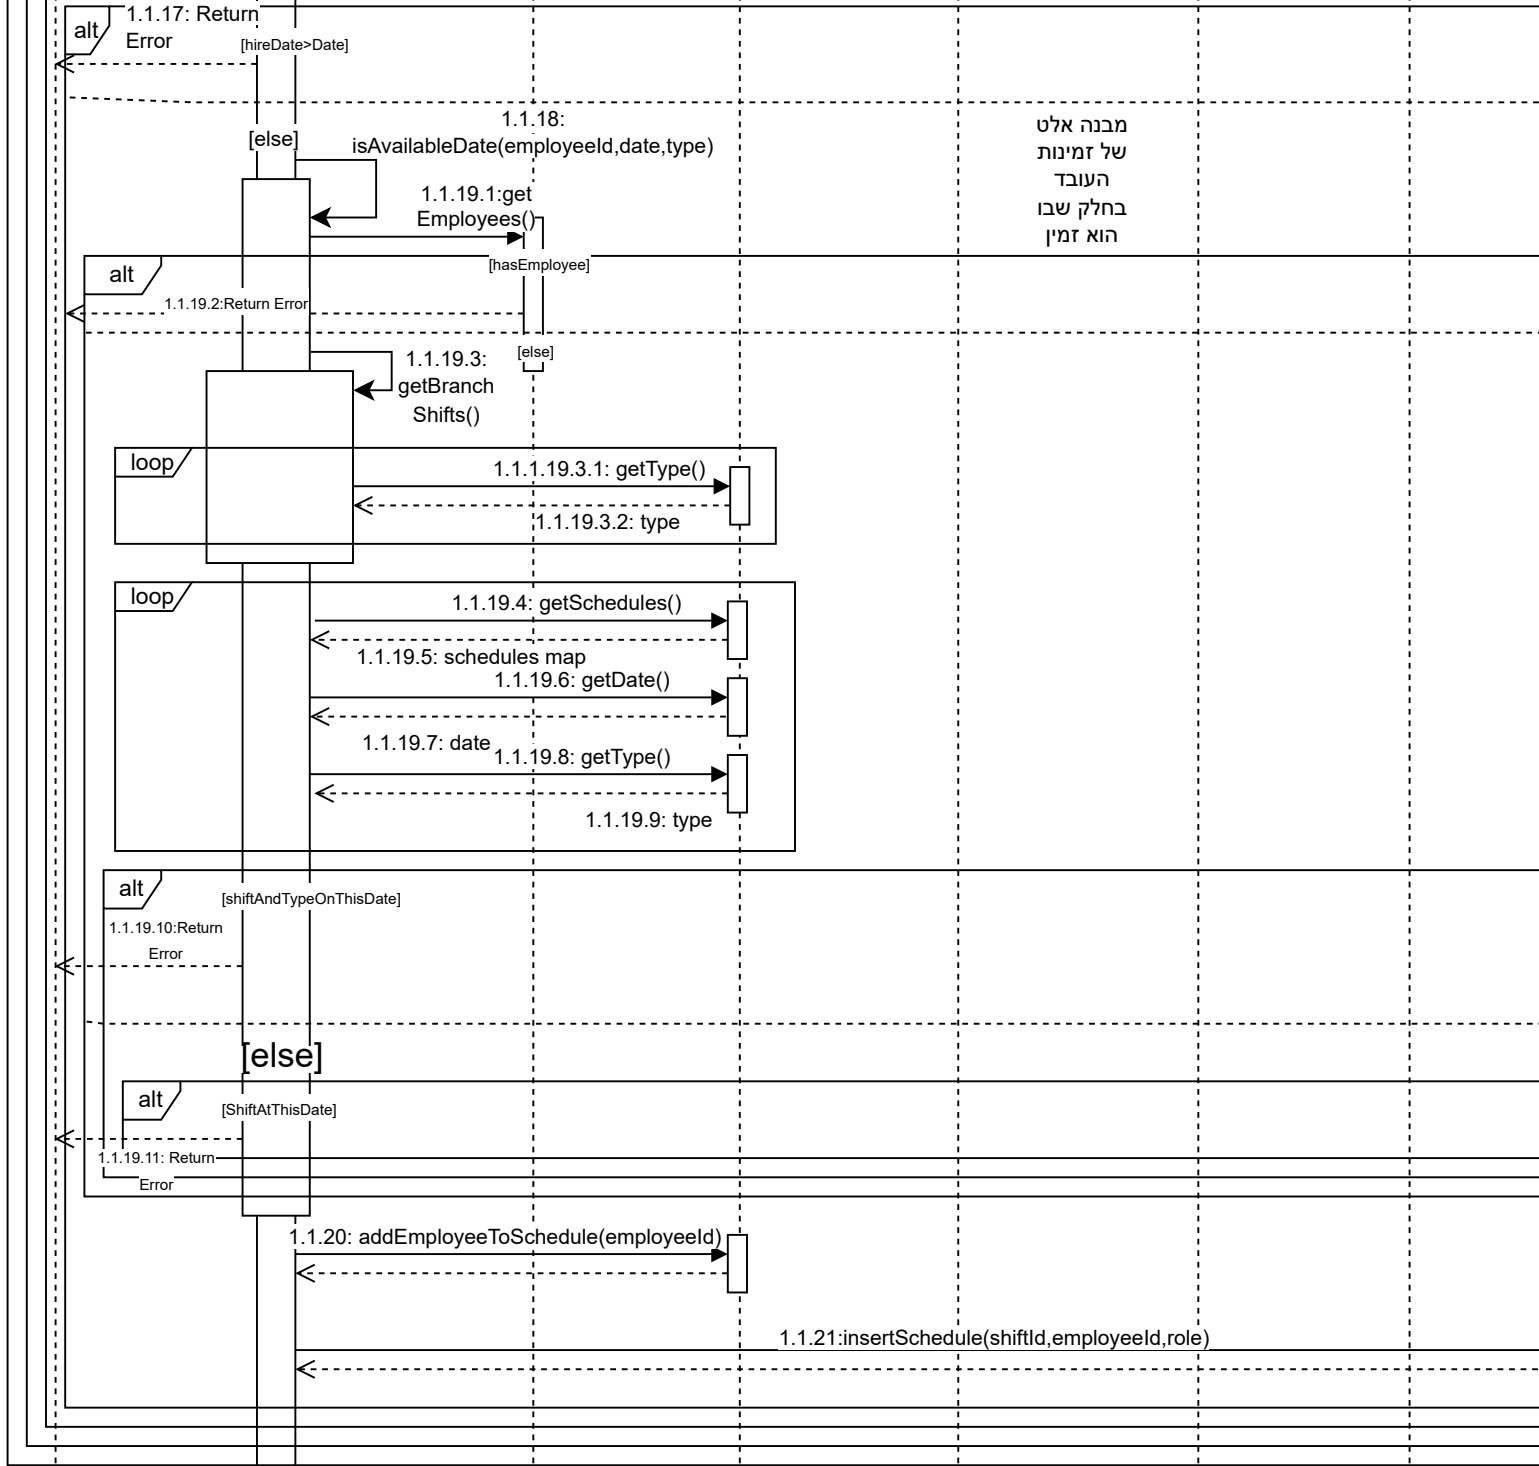 1.1.17: Return
alt
Error
[hireDate>Date]
1.1.18:
[else]
isAvailableDate(employeeId,date,type)
מבנה אלט
של זמינות
העובד
בחלק שבו
הוא זמין
1.1.19.1:get
Employees()
[hasEmployee]
alt
1.1.19.2:Return Error
[else]
1.1.19.3:
getBranch
Shifts()
loop
1.1.1.19.3.1: getType()
1.1.19.3.2: type
loop
1.1.19.4: getSchedules()
1.1.19.5: schedules map
1.1.19.6: getDate()
1.1.19.7: date
1.1.19.8: getType()
1.1.19.9: type
alt
[shiftAndTypeOnThisDate]
1.1.19.10:Return
Error
[else]
alt
[ShiftAtThisDate]
1.1.19.11: Return
Error
1.1.20: addEmployeeToSchedule(employeeId)
1.1.21:insertSchedule(shiftId,employeeId,role)